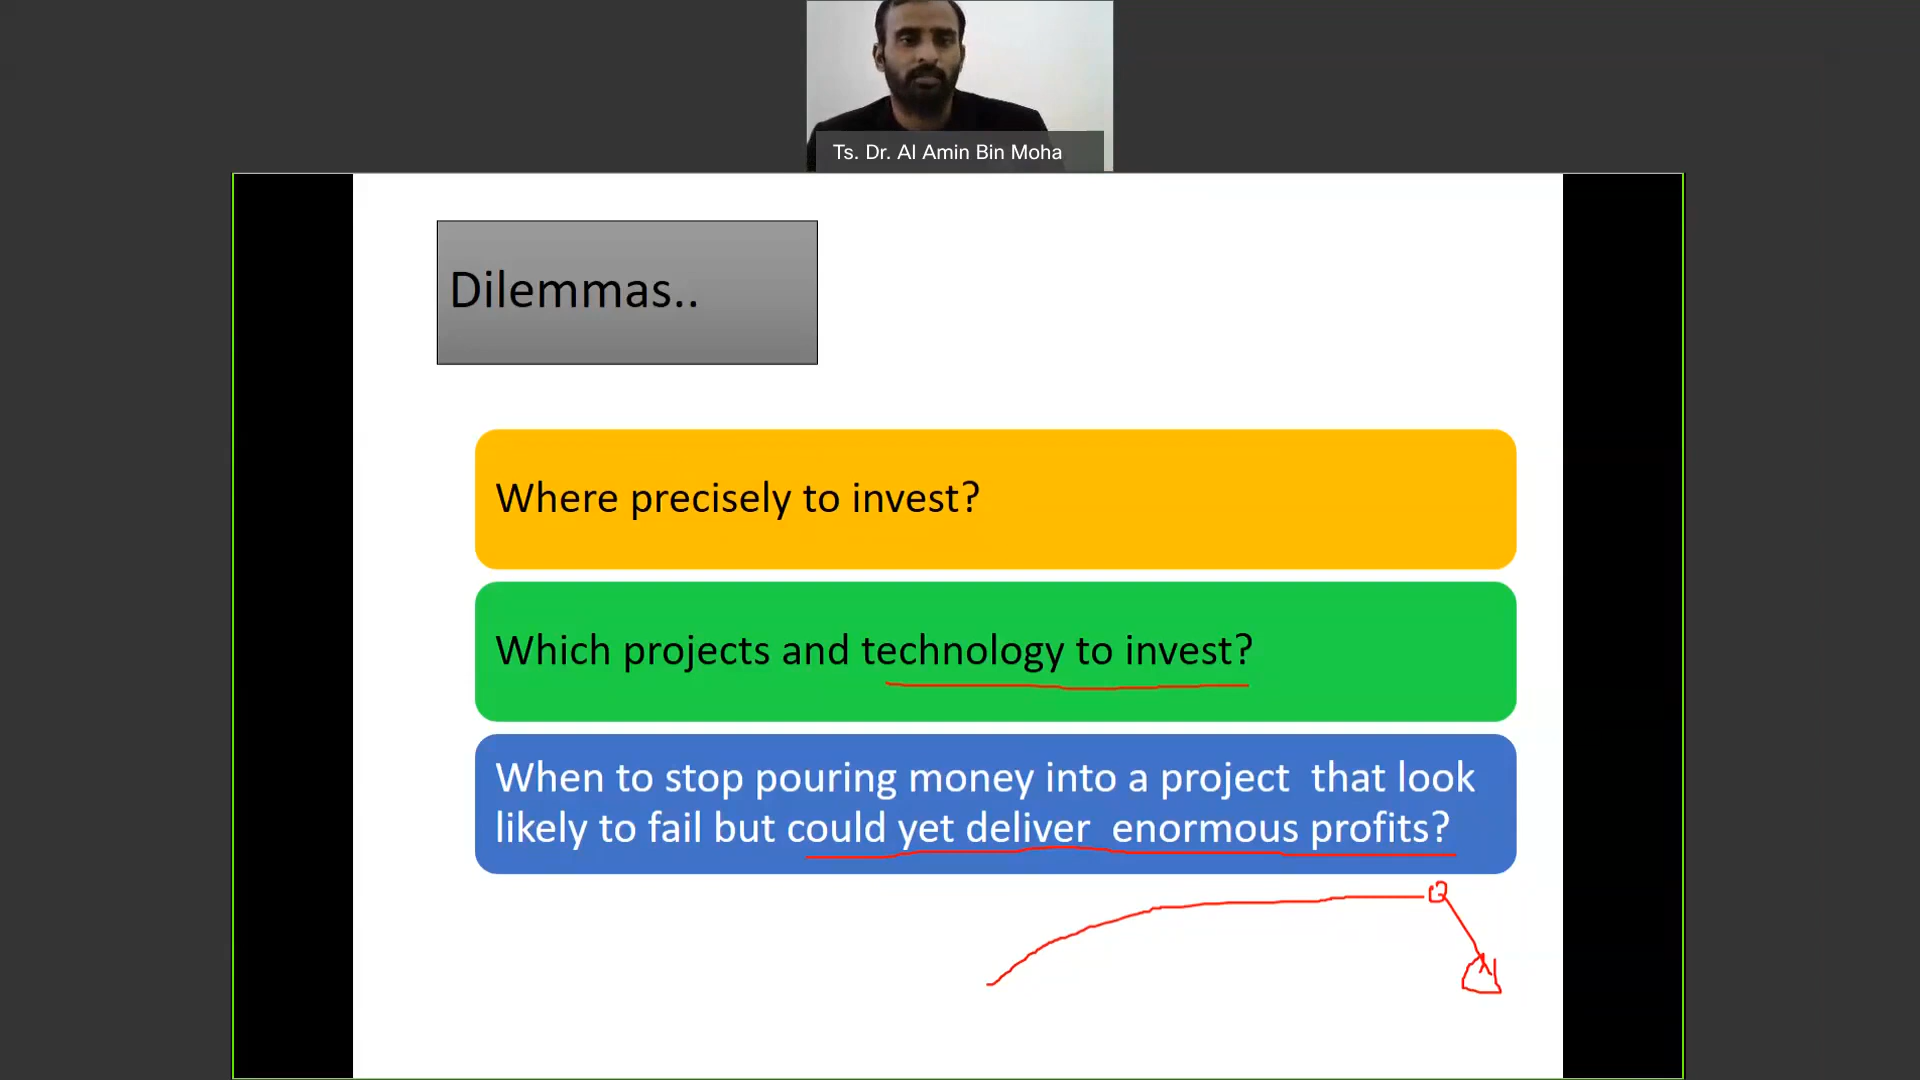 Ts. Dr. Al Amin Bin Moha
Dilemmas..
Where precisely to invest?
Which projects and technology to invest?
When to stop pouring money into a project  that look
likely to fail but could yet deliver  enormous profits?